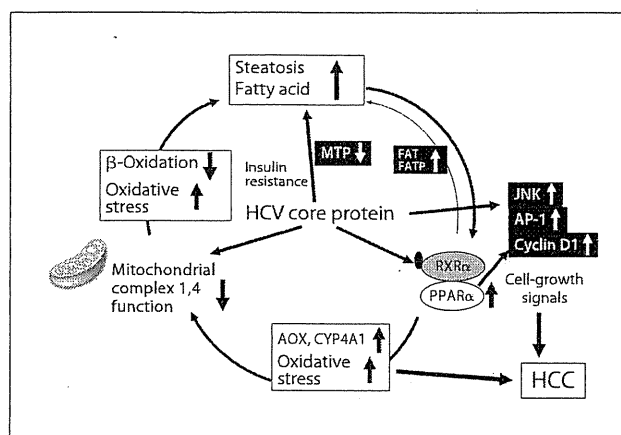 Steatosis
Fatty acid
MTP
FAT
FATP
β-Oxidation
Oxidative
stress
Insulin
resistance
HCV core protein
JNK
AP-1
Cyclin D1
RXRα
PPARα
Mitochondrial
complex 1,4
function
Cell-growth
signals
AOX, CYP4A1
Oxidative
stress
HCC